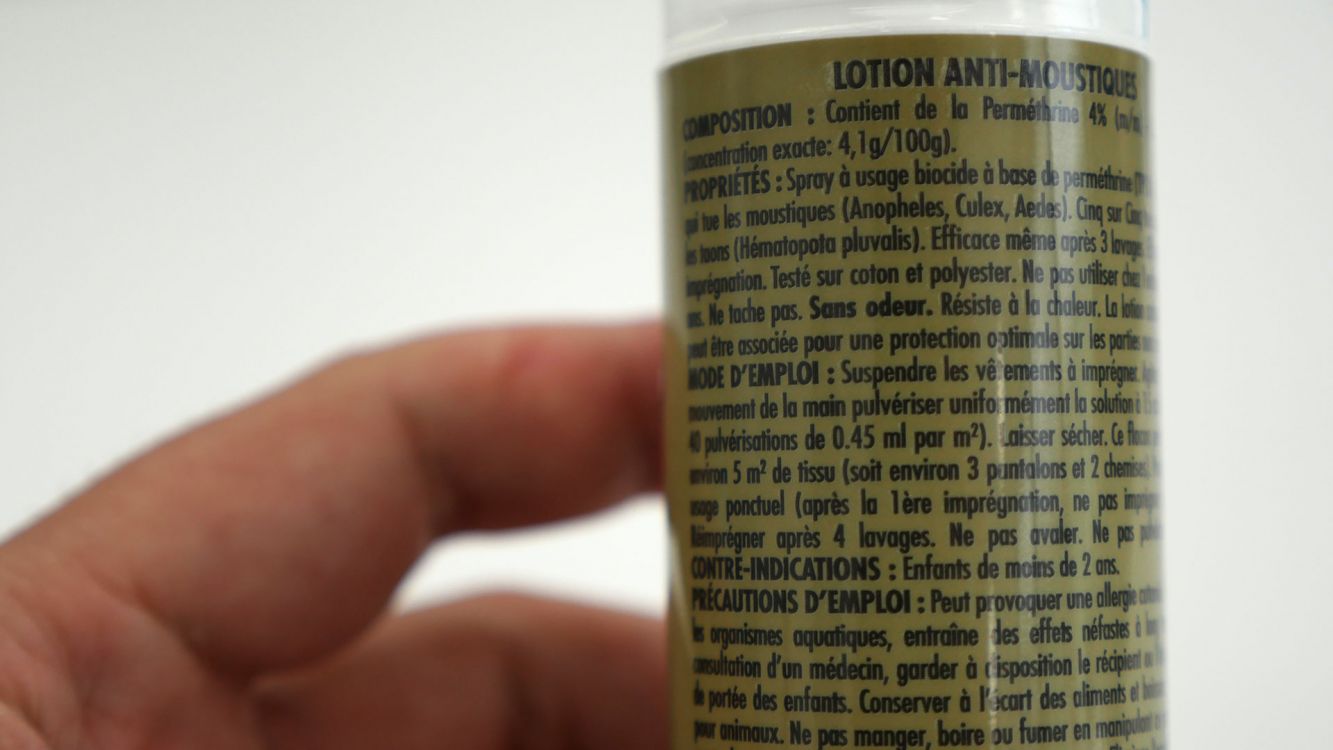 LOTION ANTI-MOUSTIQUES
COMPOSITION : Contient de la Perméthrine 4% (m/m)
(concentration exacte: 4,1g/100g).
PROPRIÉTÉS : Spray à usage biocide à base de perméthrine
qui tue les moustiques (Anopheles, Culex, Aedes). Cinq sur Cinq
les taons (Hématopota pluvalis). Efficace même après 3 lavages.
imprégnation. Testé sur coton et polyester. Ne pas utiliser chez
ans. Ne tache pas. Sans odeur. Résiste à la chaleur. La lotion
peut être associée pour une protection optimale sur les parties
MODE D'EMPLOI : Suspendre les vêtements à imprégner.
mouvement de la main pulvériser uniformément la solution à
40 pulvérisations de 0.45 ml par m²). Laisser sécher. Ce flacon
environ 5 m² de tissu (soit environ 3 pantalons et 2 chemises).
usage ponctuel (après la 1ère imprégnation, ne pas
Réimprégner après 4 lavages. Ne pas avaler. Ne pas
CONTRE-INDICATIONS : Enfants de moins de 2 ans.
PRÉCAUTIONS D'EMPLOI : Peut provoquer une allergie
les organismes aquatiques, entraîne des effets néfastes à
consultation d'un médecin, garder à disposition le récipient ou
de portée des enfants. Conserver à l'écart des aliments et
pour animaux. Ne pas manger, boire ou fumer en